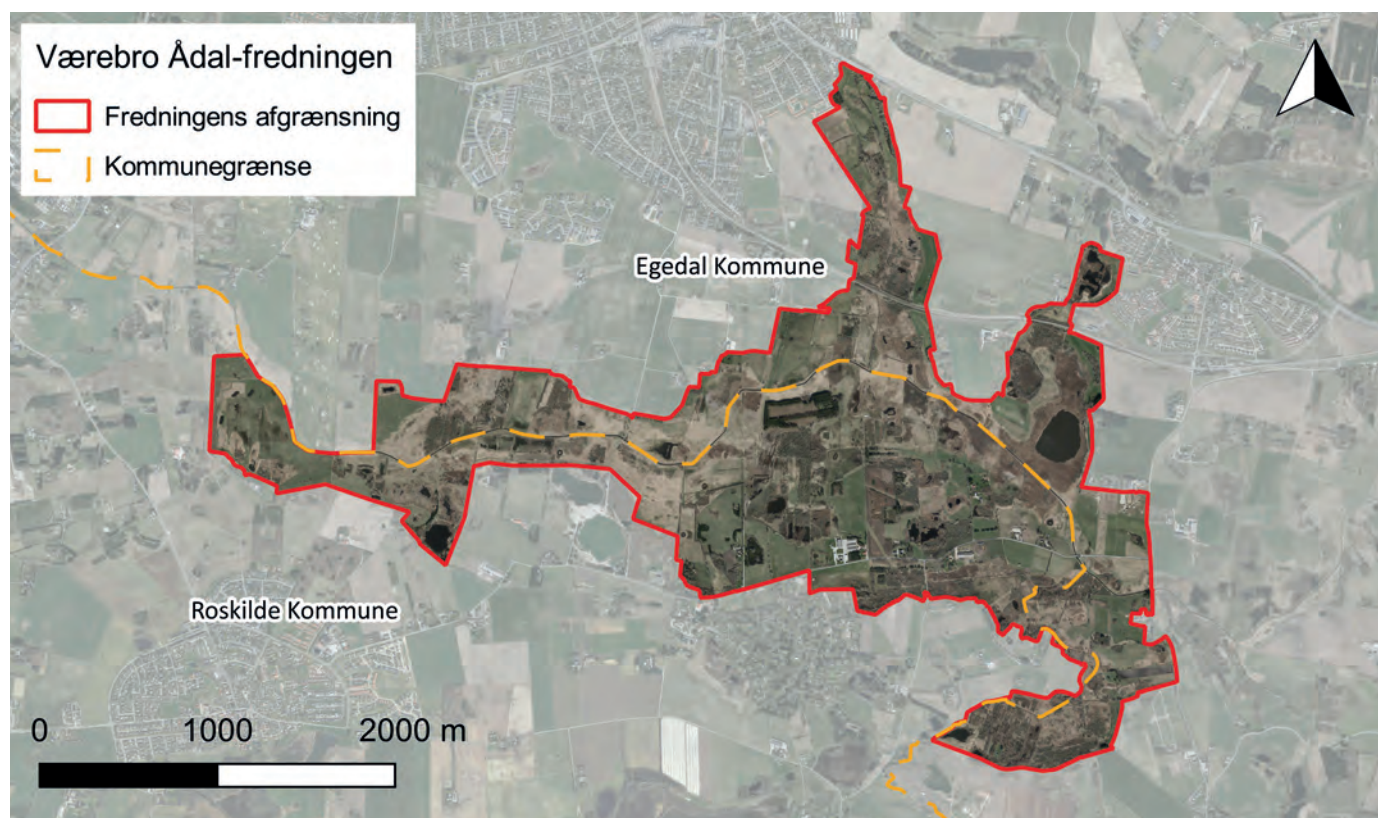 Værebro Ådal-fredningen
Fredningens afgrænsning
Kommunegrænse
Egedal Kommune
Roskilde Kommune
0 1000 2000 m